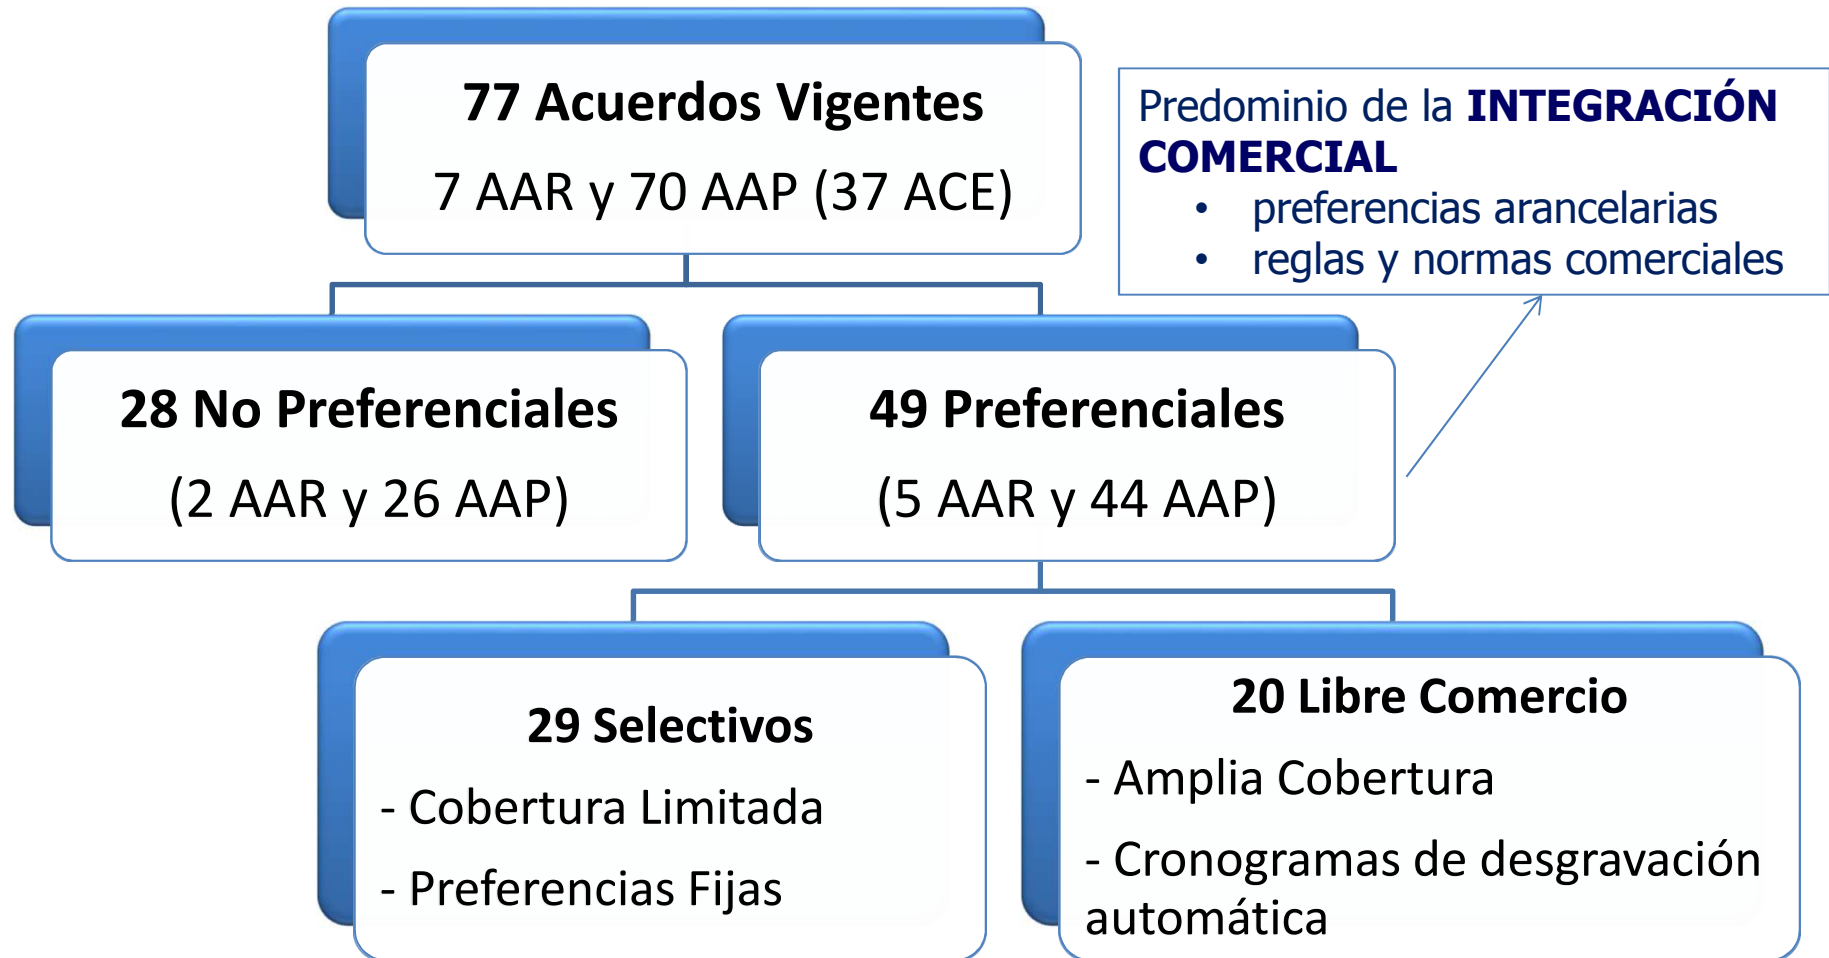 77 Acuerdos Vigentes
7 AAR y 70 AAP (37 ACE)
Predominio de la INTEGRACIÓN
COMERCIAL
• preferencias arancelarias
• reglas y normas comerciales
28 No Preferenciales
(2 AAR y 26 AAP)
49 Preferenciales
(5 AAR y 44 AAP)
29 Selectivos
- Cobertura Limitada
- Preferencias Fijas
20 Libre Comercio
- Amplia Cobertura
- Cronogramas de desgravación
automática